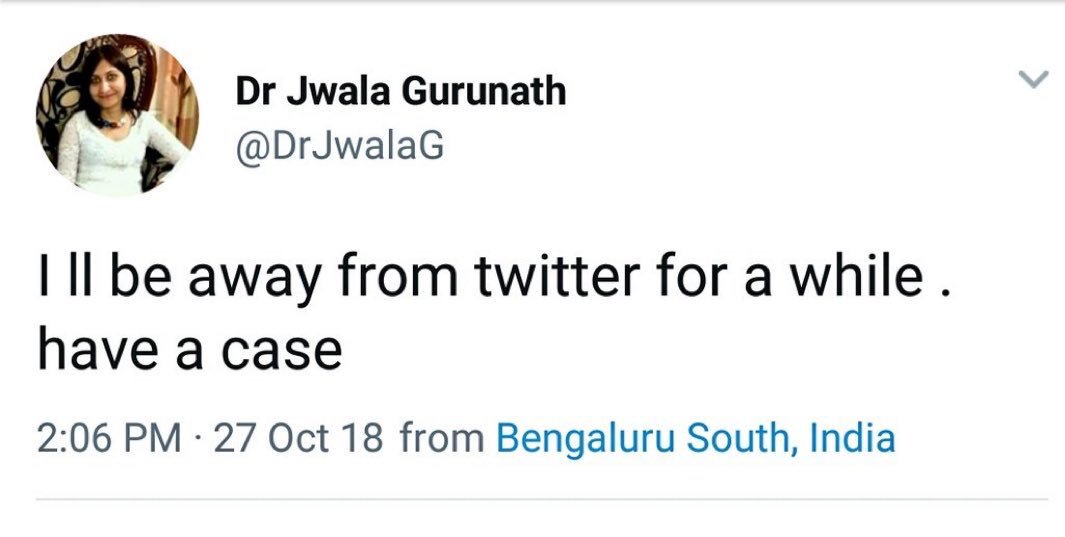 Dr Jwala Gurunath
@DrJwalaG
I ll be away from twitter for a while .
have a case
2:06 PM · 27 Oct 18 from Bengaluru South, India